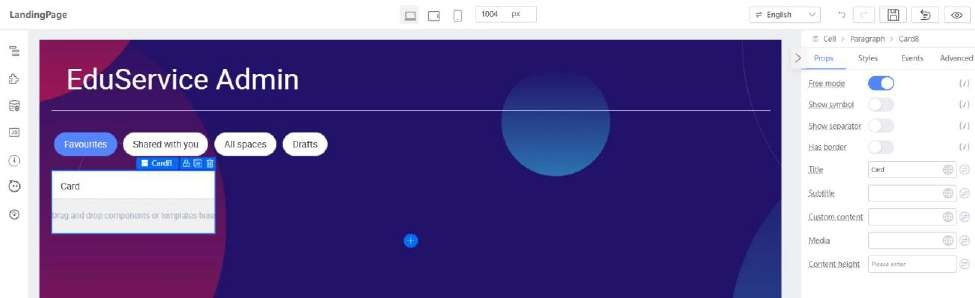 LandingPage
1004 px
English
EduService Admin
Favourites Shared with you All spaces Drafts
CardB
Card
Drag and drop components or templates here
Cell > Paragraph > CardB
Props Styles Events Advanced
Free mode
Show symbol
Show separator
Has border
Title Card
Subtitle
Custom content
Media
Content height Please enter